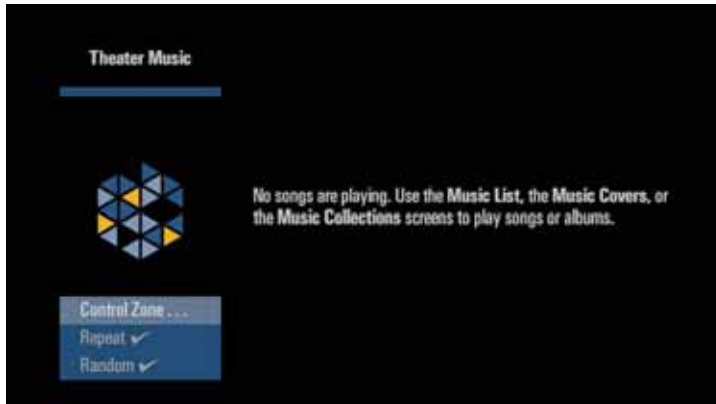 Theater Music
No songs are playing. Use the Music List, the Music Covers, or
the Music Collections screens to play songs or albums.
Control Zone . . .
Repeat ✓
Random ✓